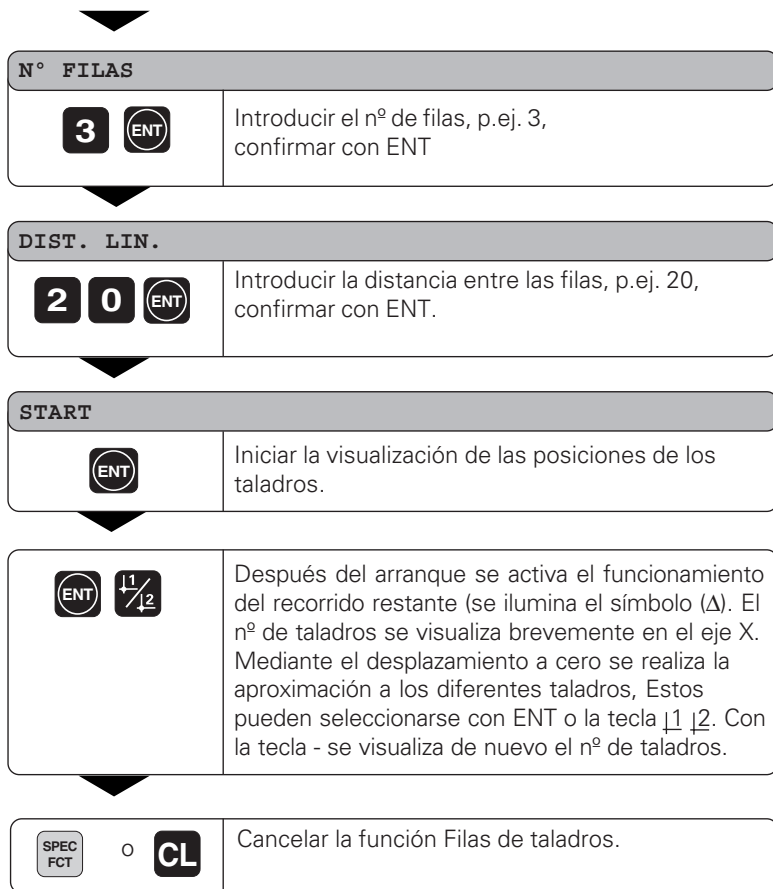 N° FILAS
3 ENT
Introducir el nº de filas, p.ej. 3,
confirmar con ENT
DIST. LIN.
2 0 ENT
Introducir la distancia entre las filas, p.ej. 20,
confirmar con ENT.
START
ENT
Iniciar la visualización de las posiciones de los
taladros.
ENT 1/2
Después del arranque se activa el funcionamiento
del recorrido restante (se ilumina el símbolo (Δ). El
nº de taladros se visualiza brevemente en el eje X.
Mediante el desplazamiento a cero se realiza la
aproximación a los diferentes taladros, Estos
pueden seleccionarse con ENT o la tecla |1 |2. Con
la tecla - se visualiza de nuevo el nº de taladros.
SPEC
FCT
o CL
Cancelar la función Filas de taladros.